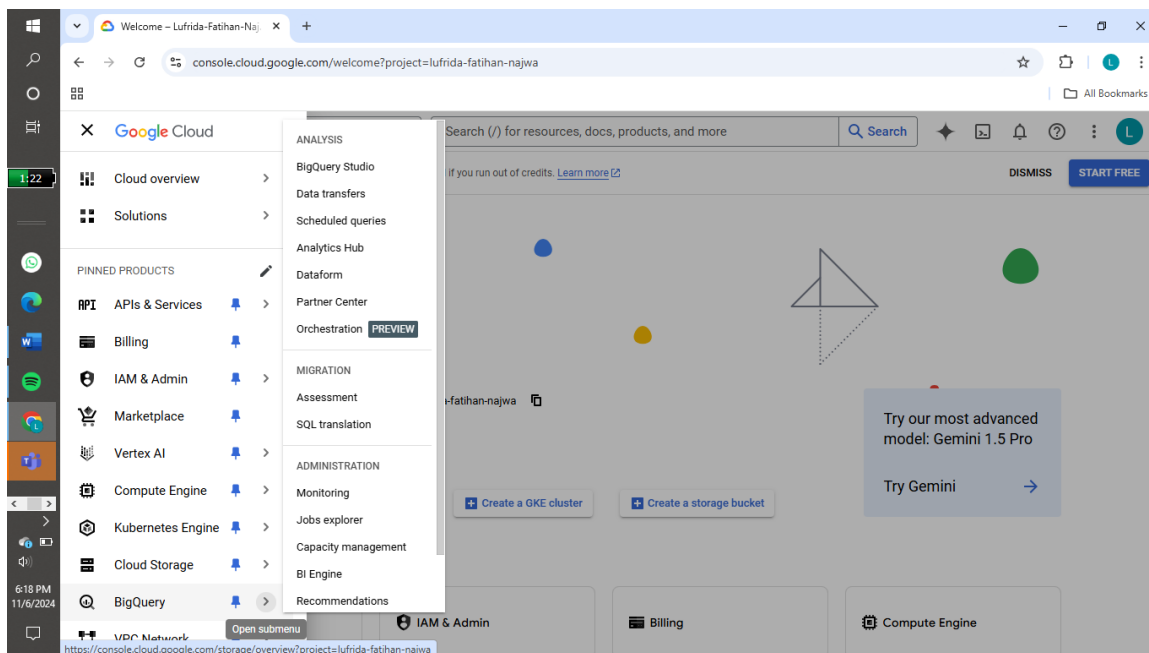 Welcome – Lufrida-Fatihan-Naj
console.cloud.google.com/welcome?project=lufrida-fatihan-najwa
L
All Bookmarks
Google Cloud
Search (/) for resources, docs, products, and more
Search
L
if you run out of credits. Learn more
DISMISS
START FREE
Cloud overview
Solutions
PINNED PRODUCTS
API APIs & Services
Billing
IAM & Admin
Marketplace
Vertex AI
Compute Engine
Kubernetes Engine
Cloud Storage
BigQuery
VPC Network
Open submenu
https://console.cloud.google.com/storage/overview?project=lufrida-fatihan-najwa
ANALYSIS
BigQuery Studio
Data transfers
Scheduled queries
Analytics Hub
Dataform
Partner Center
Orchestration PREVIEW
MIGRATION
Assessment
SQL translation
ADMINISTRATION
Monitoring
Jobs explorer
Capacity management
BI Engine
Recommendations
-fatihan-najwa
Create a GKE cluster
Create a storage bucket
Try our most advanced
model: Gemini 1.5 Pro
Try Gemini
IAM & Admin
Billing
Compute Engine
1:22
6:18 PM
11/6/2024